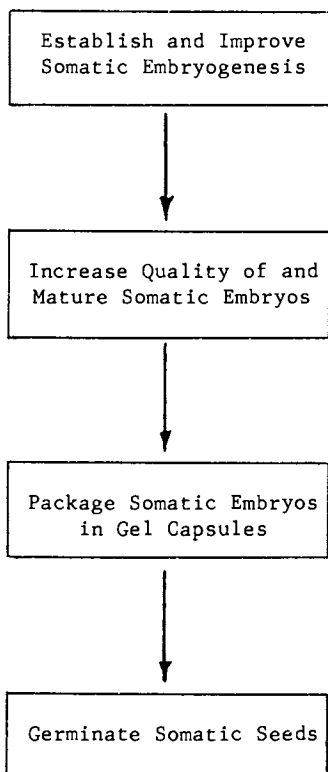 Establish and Improve
Somatic Embryogenesis
Increase Quality of and
Mature Somatic Embryos
Package Somatic Embryos
in Gel Capsules
Germinate Somatic Seeds